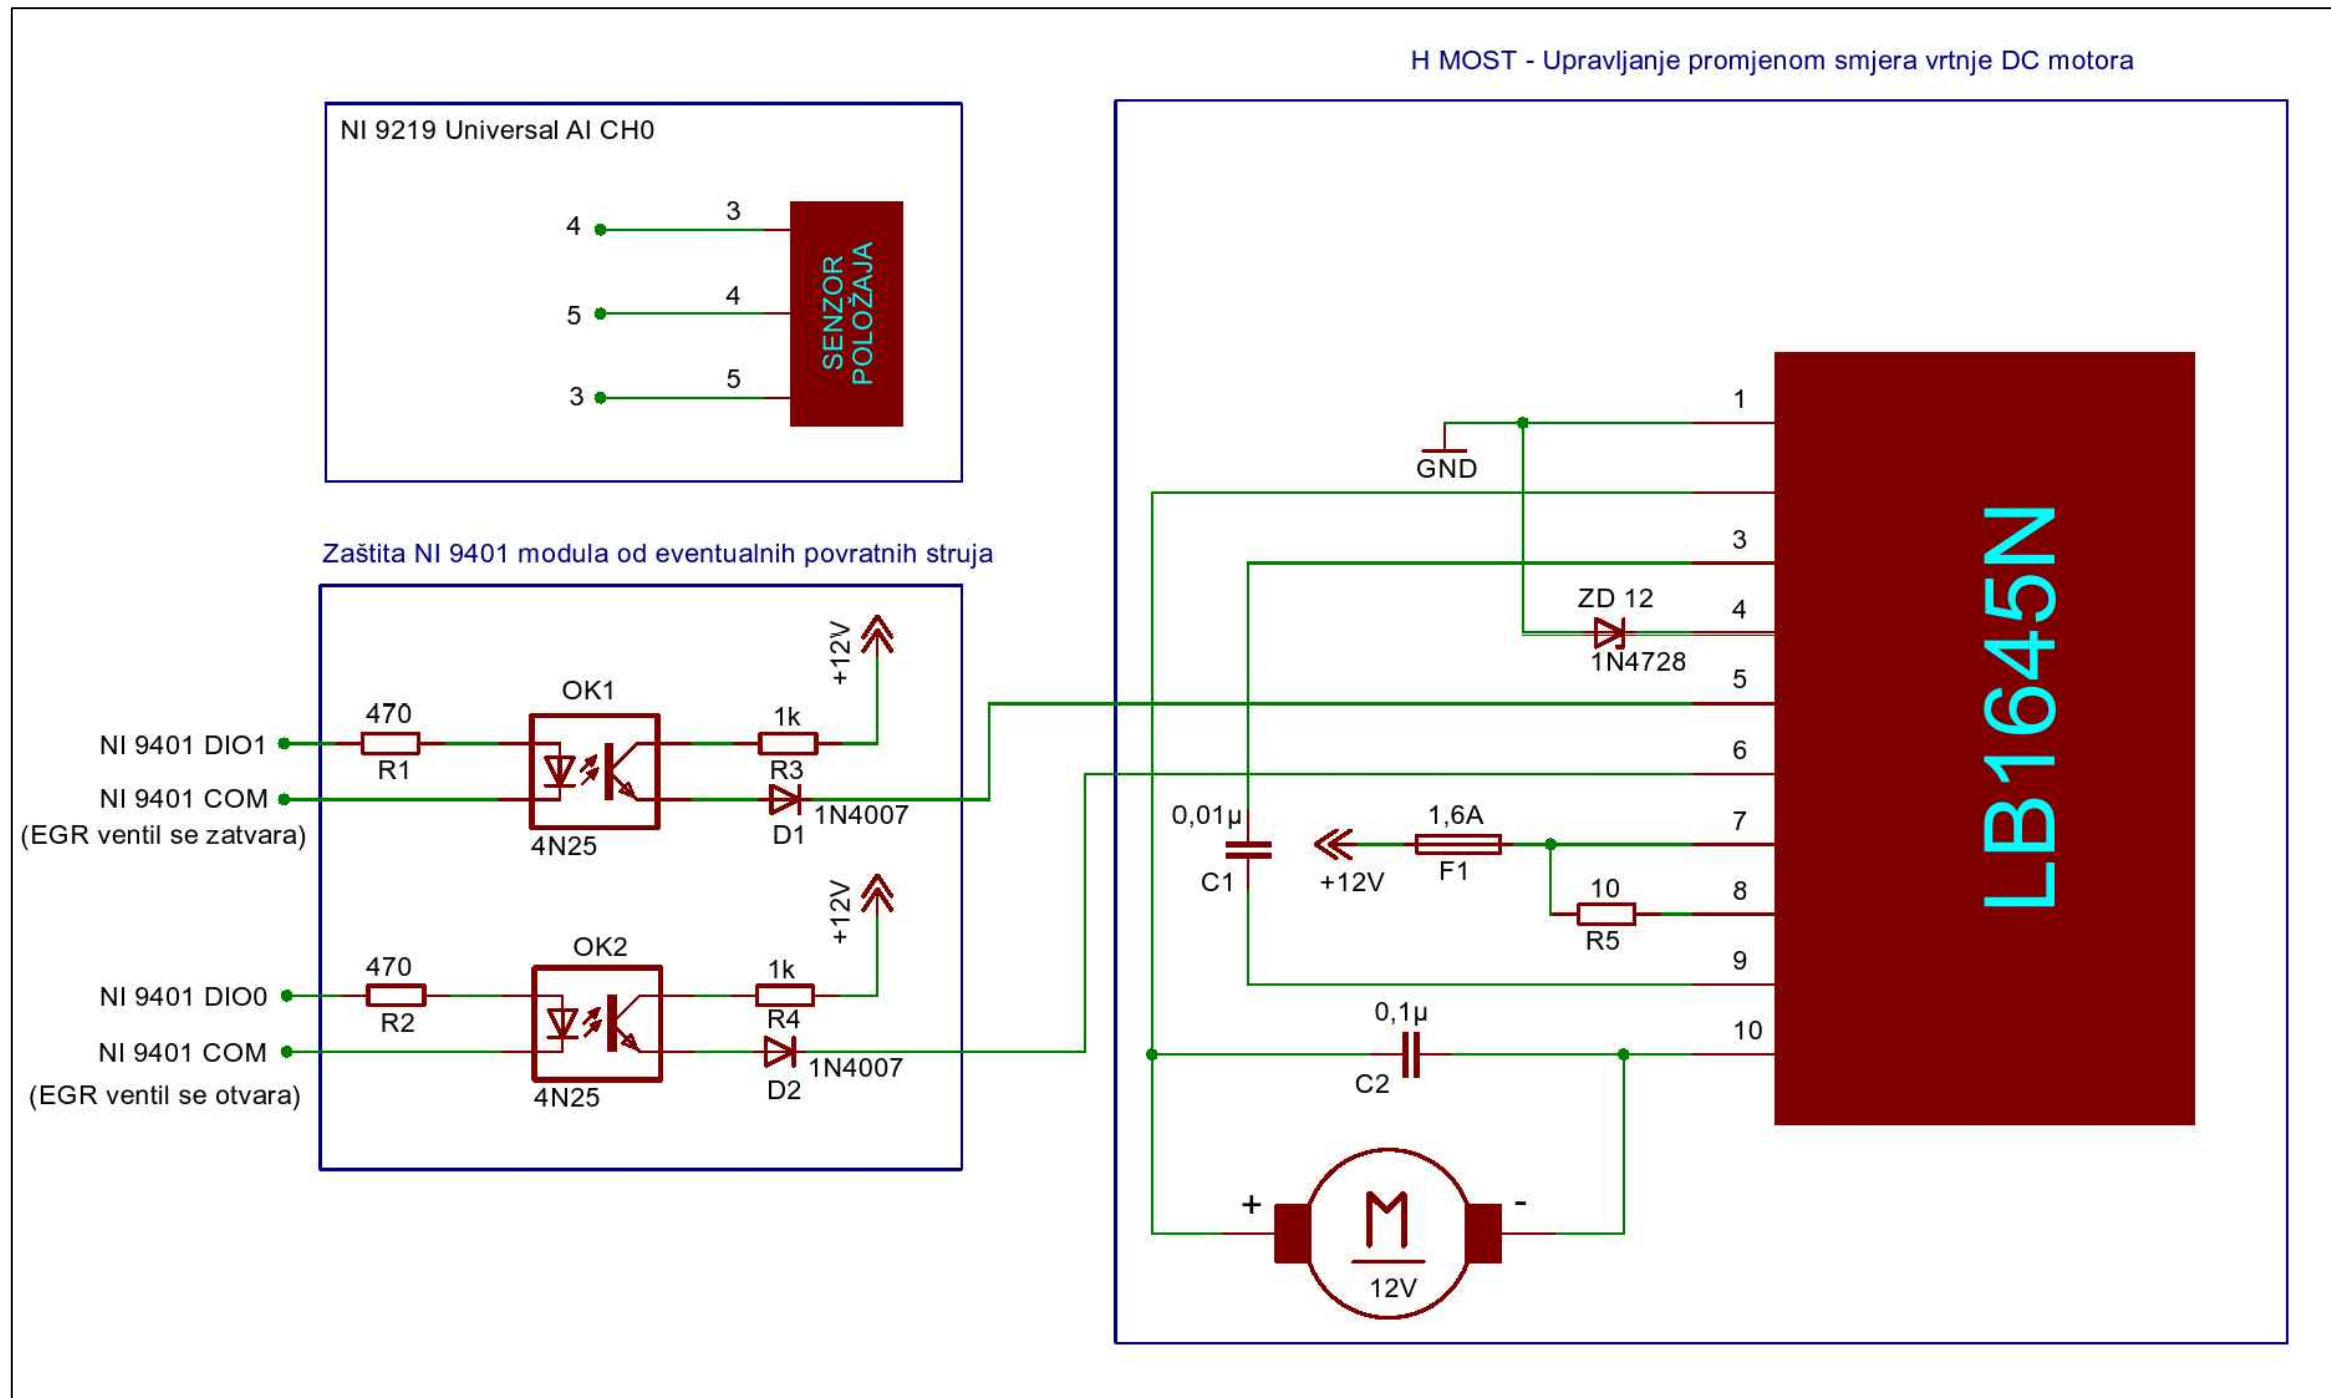 H MOST - Upravljanje promjenom smjera vrtnje DC motora
NI 9219 Universal AI CH0
4
3
5
4
3
5
SENZOR
POLOŽAJA
Zaštita NI 9401 modula od eventualnih povratnih struja
NI 9401 DIO1
NI 9401 COM
(EGR ventil se zatvara)
470
R1
OK1
4N25
1k
R3
+12V
D1
1N4007
NI 9401 DIO0
NI 9401 COM
(EGR ventil se otvara)
470
R2
OK2
4N25
1k
R4
+12V
D2
1N4007
GND
1
3
ZD 12
1N4728
4
5
6
0,01µ
C1
+12V
1,6A
F1
7
10
R5
8
9
0,1µ
C2
10
+
M
-
12V
LB1645N